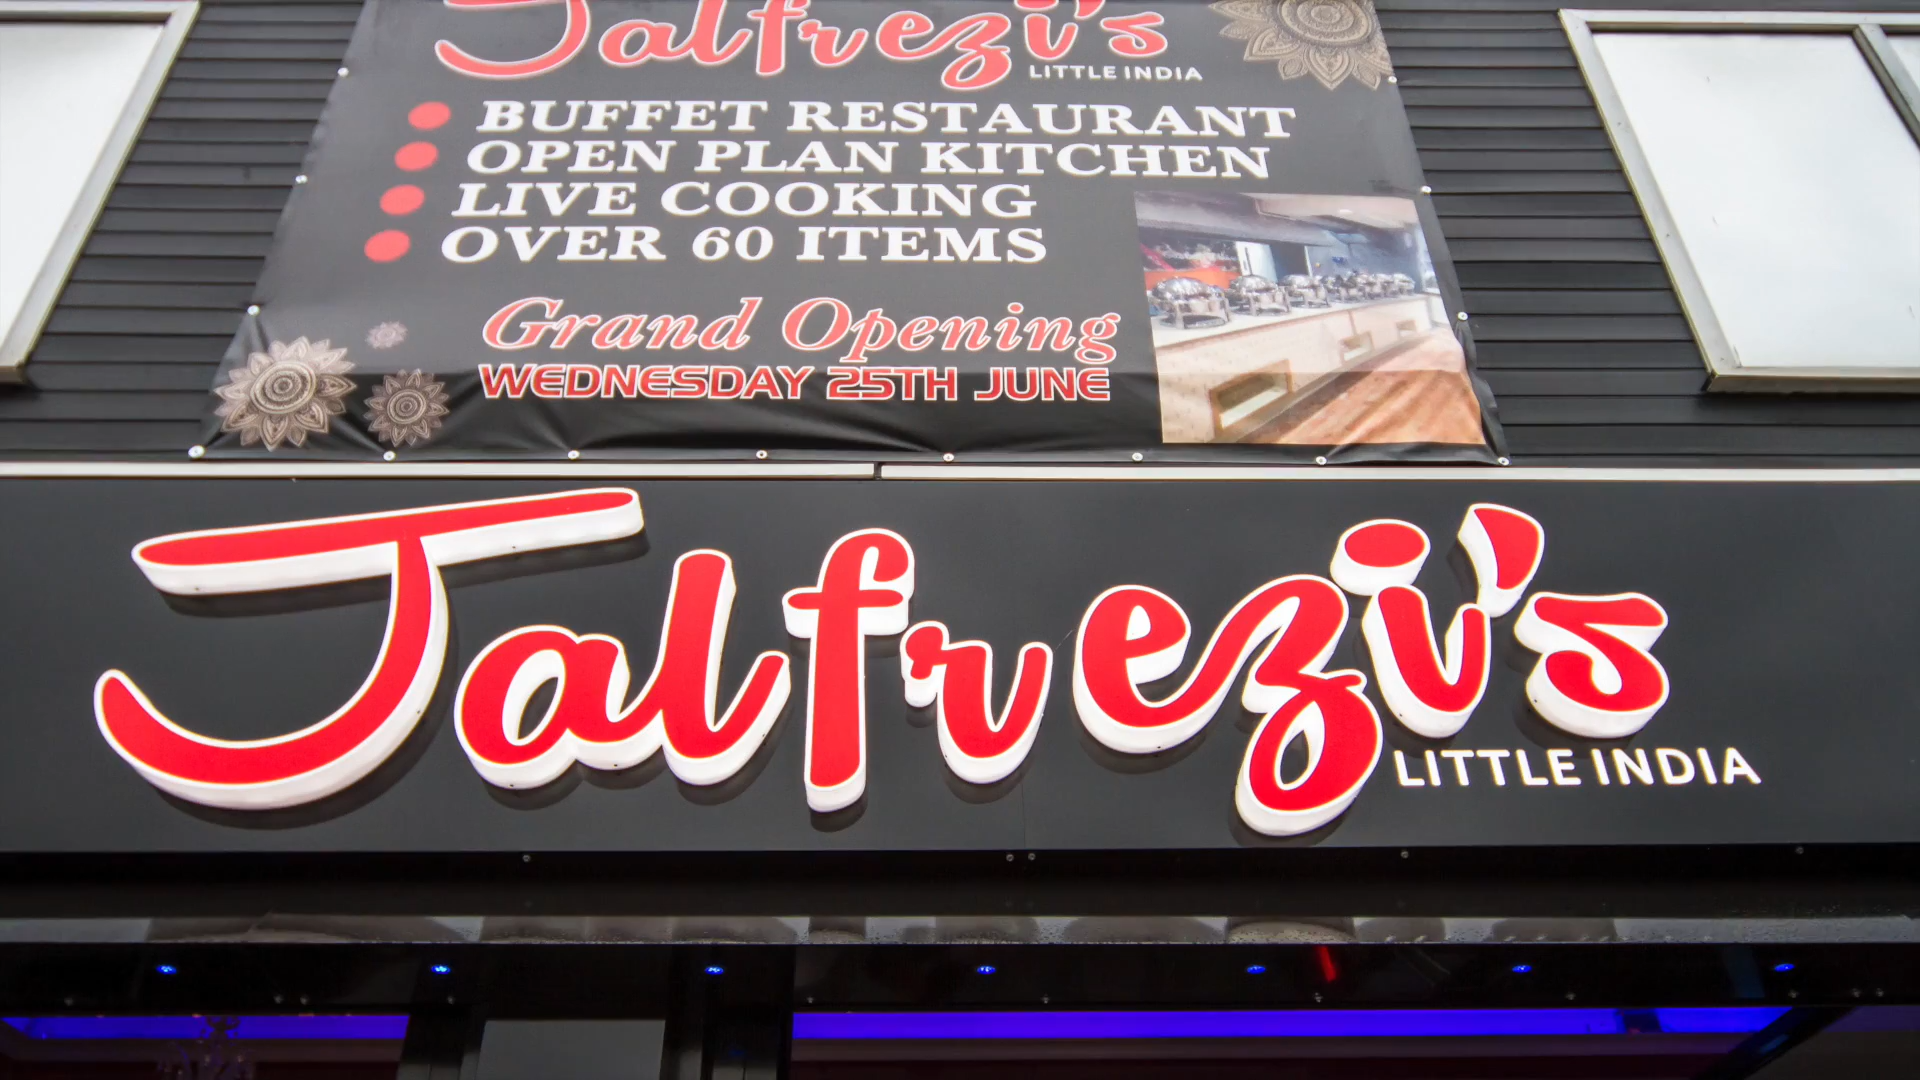 Jalfrezi's
LITTLE INDIA
BUFFET RESTAURANT
OPEN PLAN KITCHEN
LIVE COOKING
OVER 60 ITEMS
Grand Opening
WEDNESDAY 25TH JUNE
Jalfrezi's
LITTLE INDIA